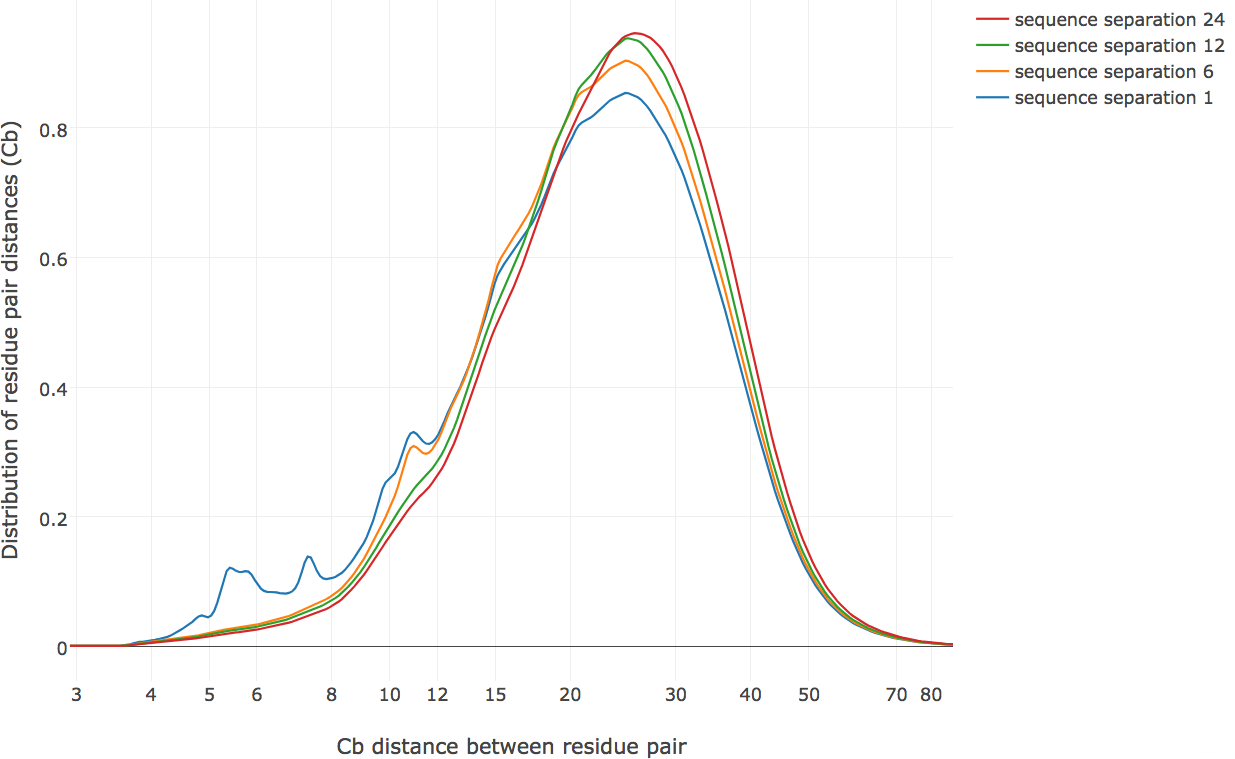 sequence separation 24
sequence separation 12
sequence separation 6
sequence separation 1
Distribution of residue pair distances (Cb)
0.8
0.6
0.4
0.2
0
3 4 5 6 8 10 12 15 20 30 40 50 70 80
Cb distance between residue pair